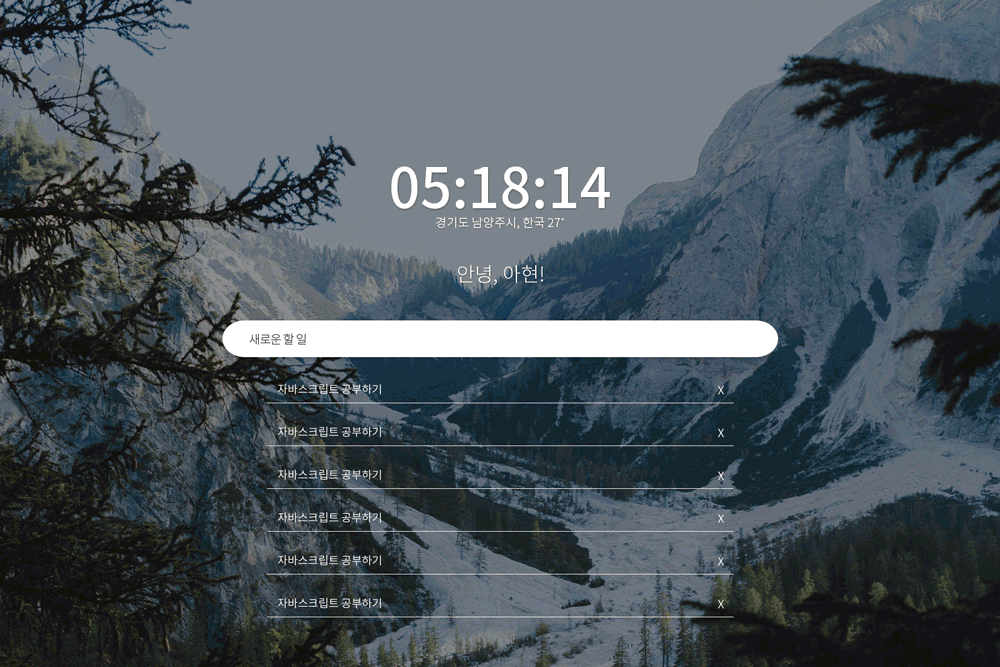 05:18:14
경기도 남양주시, 한국 27°
안녕, 아현!
새로운 할 일
자바스크립트 공부하기 X
자바스크립트 공부하기 X
자바스크립트 공부하기 X
자바스크립트 공부하기 X
자바스크립트 공부하기 X
자바스크립트 공부하기 X